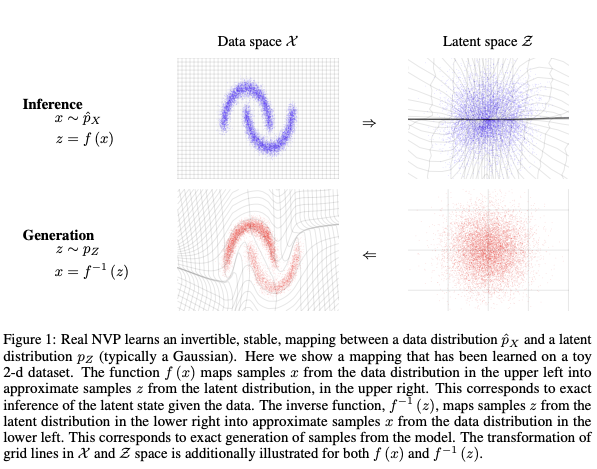 Data space 𝒳
Latent space 𝒵
Inference
x ∼ p̂_X
z = f (x)
⇒
Generation
z ∼ p_Z
x = f⁻¹ (z)
⇐
Figure 1: Real NVP learns an invertible, stable, mapping between a data distribution p̂_X and a latent
distribution p_Z (typically a Gaussian). Here we show a mapping that has been learned on a toy
2-d dataset. The function f (x) maps samples x from the data distribution in the upper left into
approximate samples z from the latent distribution, in the upper right. This corresponds to exact
inference of the latent state given the data. The inverse function, f⁻¹ (z), maps samples z from the
latent distribution in the lower right into approximate samples x from the data distribution in the
lower left. This corresponds to exact generation of samples from the model. The transformation of
grid lines in 𝒳 and 𝒵 space is additionally illustrated for both f (x) and f⁻¹ (z).